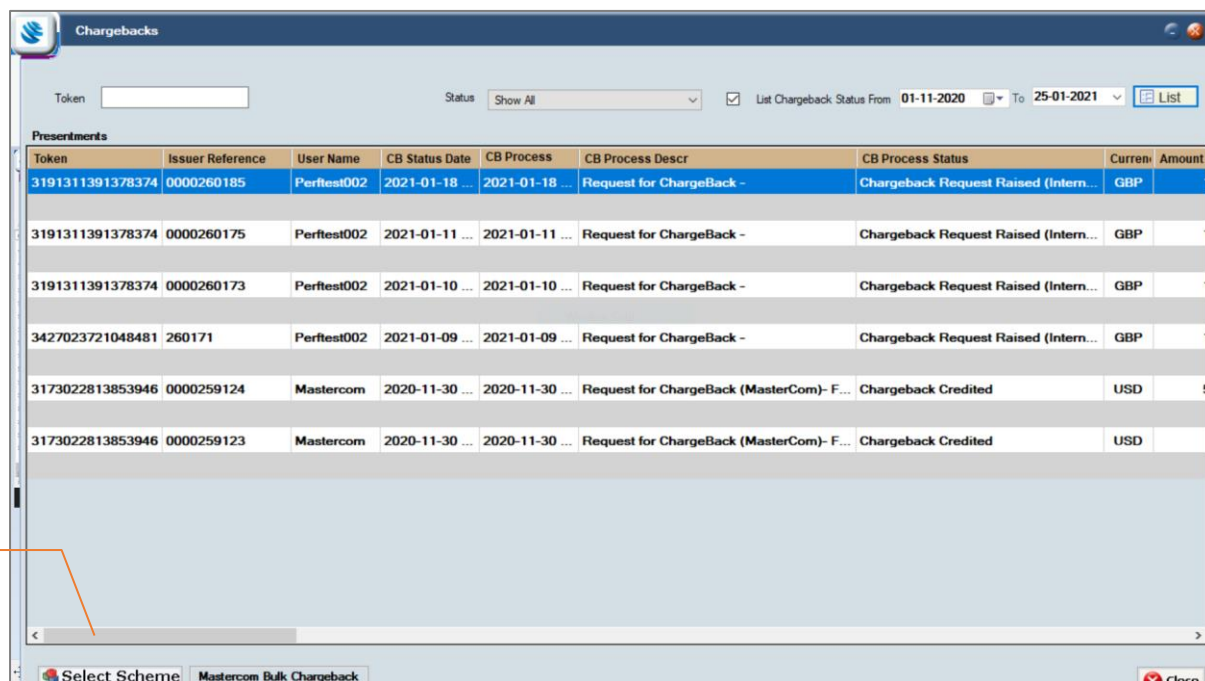 Chargebacks
Token Status Show All List Chargeback Status From 01-11-2020 To 25-01-2021 List
Presentments
Token Issuer Reference User Name CB Status Date CB Process CB Process Descr CB Process Status Curren Amount
3191311391378374 0000260185 Perftest002 2021-01-18 ... 2021-01-18 ... Request for ChargeBack - Chargeback Request Raised (Intern... GBP
3191311391378374 0000260175 Perftest002 2021-01-11 ... 2021-01-11 ... Request for ChargeBack - Chargeback Request Raised (Intern... GBP
3191311391378374 0000260173 Perftest002 2021-01-10 ... 2021-01-10 ... Request for ChargeBack - Chargeback Request Raised (Intern... GBP
3427023721048481 260171 Perftest002 2021-01-09 ... 2021-01-09 ... Request for ChargeBack - Chargeback Request Raised (Intern... GBP
3173022813853946 0000259124 Mastercom 2020-11-30 ... 2020-11-30 ... Request for ChargeBack (MasterCom)- F... Chargeback Credited USD
3173022813853946 0000259123 Mastercom 2020-11-30 ... 2020-11-30 ... Request for ChargeBack (MasterCom)- F... Chargeback Credited USD
Select Scheme Mastercom Bulk Chargeback Close